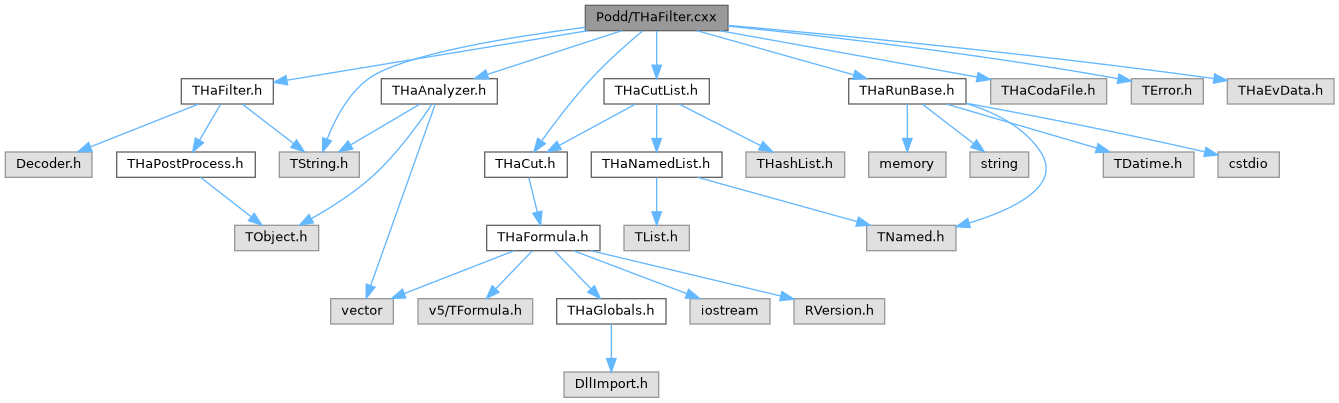 Podd/THaFilter.cxx
THaFilter.h
THaAnalyzer.h
THaCutList.h
THaRunBase.h
THaCodaFile.h
TError.h
THaEvData.h
Decoder.h
THaPostProcess.h
TString.h
THaCut.h
THaNamedList.h
THashList.h
memory
string
TDatime.h
cstdio
TObject.h
THaFormula.h
TList.h
TNamed.h
vector
v5/TFormula.h
THaGlobals.h
iostream
RVersion.h
DllImport.h